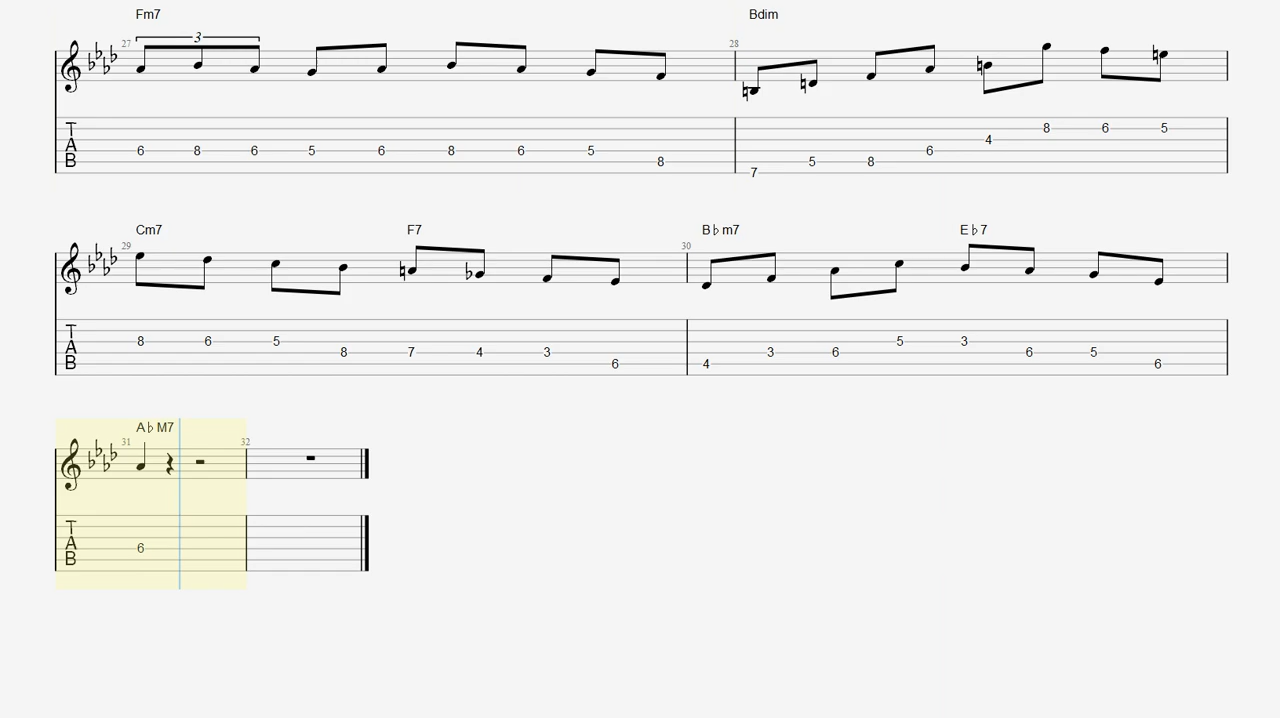 Fm7 Bdim
27 3 28
T 6 8 6 5 6 8 6 5 8 7 5 8 6 4 8 6 5
A
B
Cm7 F7 B♭m7 E♭7
29 30
T
A 8 6 5 8 7 4 3 6 4 3 6 5 3 6 5 6
B
A♭M7
31 32
T
A 6
B